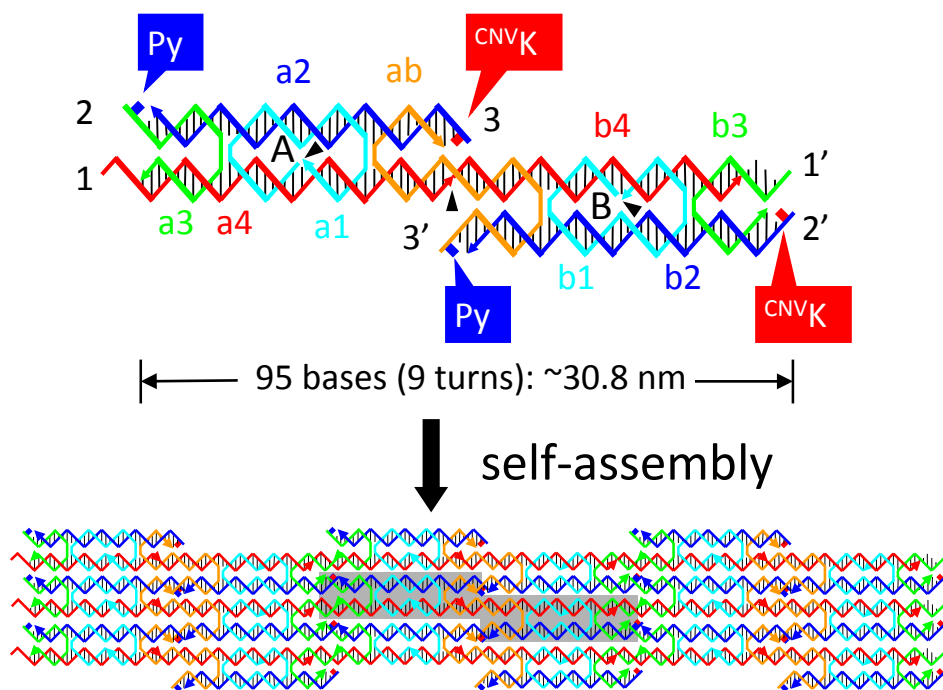 Py
CNVK
a2
ab
2
3
b4
b3
A
1
1’
B
a3
a4
a1
3’
2’
b1
b2
Py
CNVK
95 bases (9 turns): ~30.8 nm
self-assembly